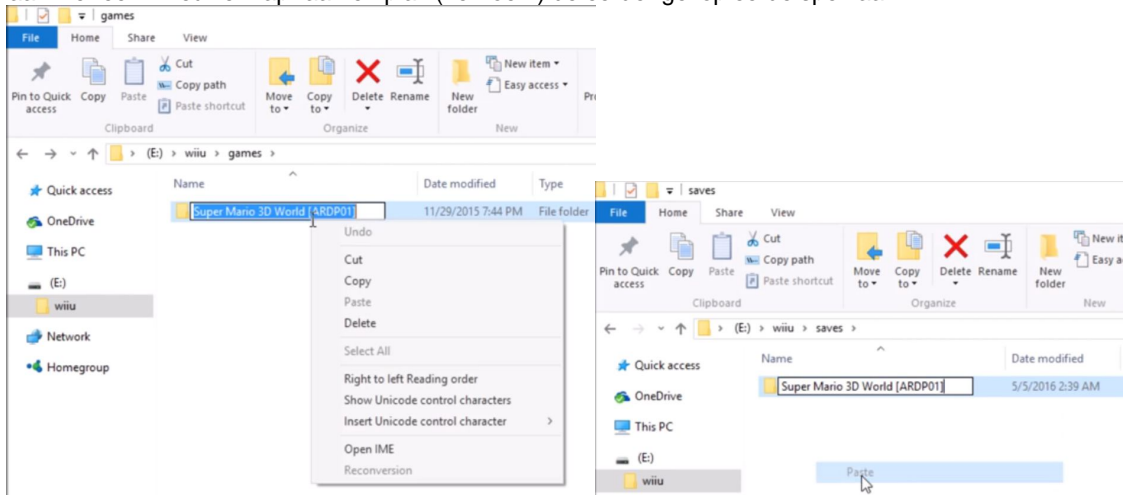 games
File Home Share View
Pin to Quick access
Copy
Paste
Cut
Copy path
Paste shortcut
Move to
Copy to
Delete
Rename
New folder
New item
Easy access
Clipboard
Organize
New
(E:) > wiiu > games >
Name
Date modified
Type
Quick access
OneDrive
This PC
(E:)
wiiu
Network
Homegroup
Super Mario 3D World [ARDP01]
11/29/2015 7:44 PM
File folder
Undo
Cut
Copy
Paste
Delete
Select All
Right to left Reading order
Show Unicode control characters
Insert Unicode control character >
Open IME
Reconversion
saves
File Home Share View
Pin to Quick access
Copy
Paste
Cut
Copy path
Paste shortcut
Move to
Copy to
Delete
Rename
New folder
Clipboard
Organize
New
(E:) > wiiu > saves >
Name
Date modified
Quick access
OneDrive
This PC
(E:)
wiiu
Super Mario 3D World [ARDP01]
5/5/2016 2:39 AM
Paste